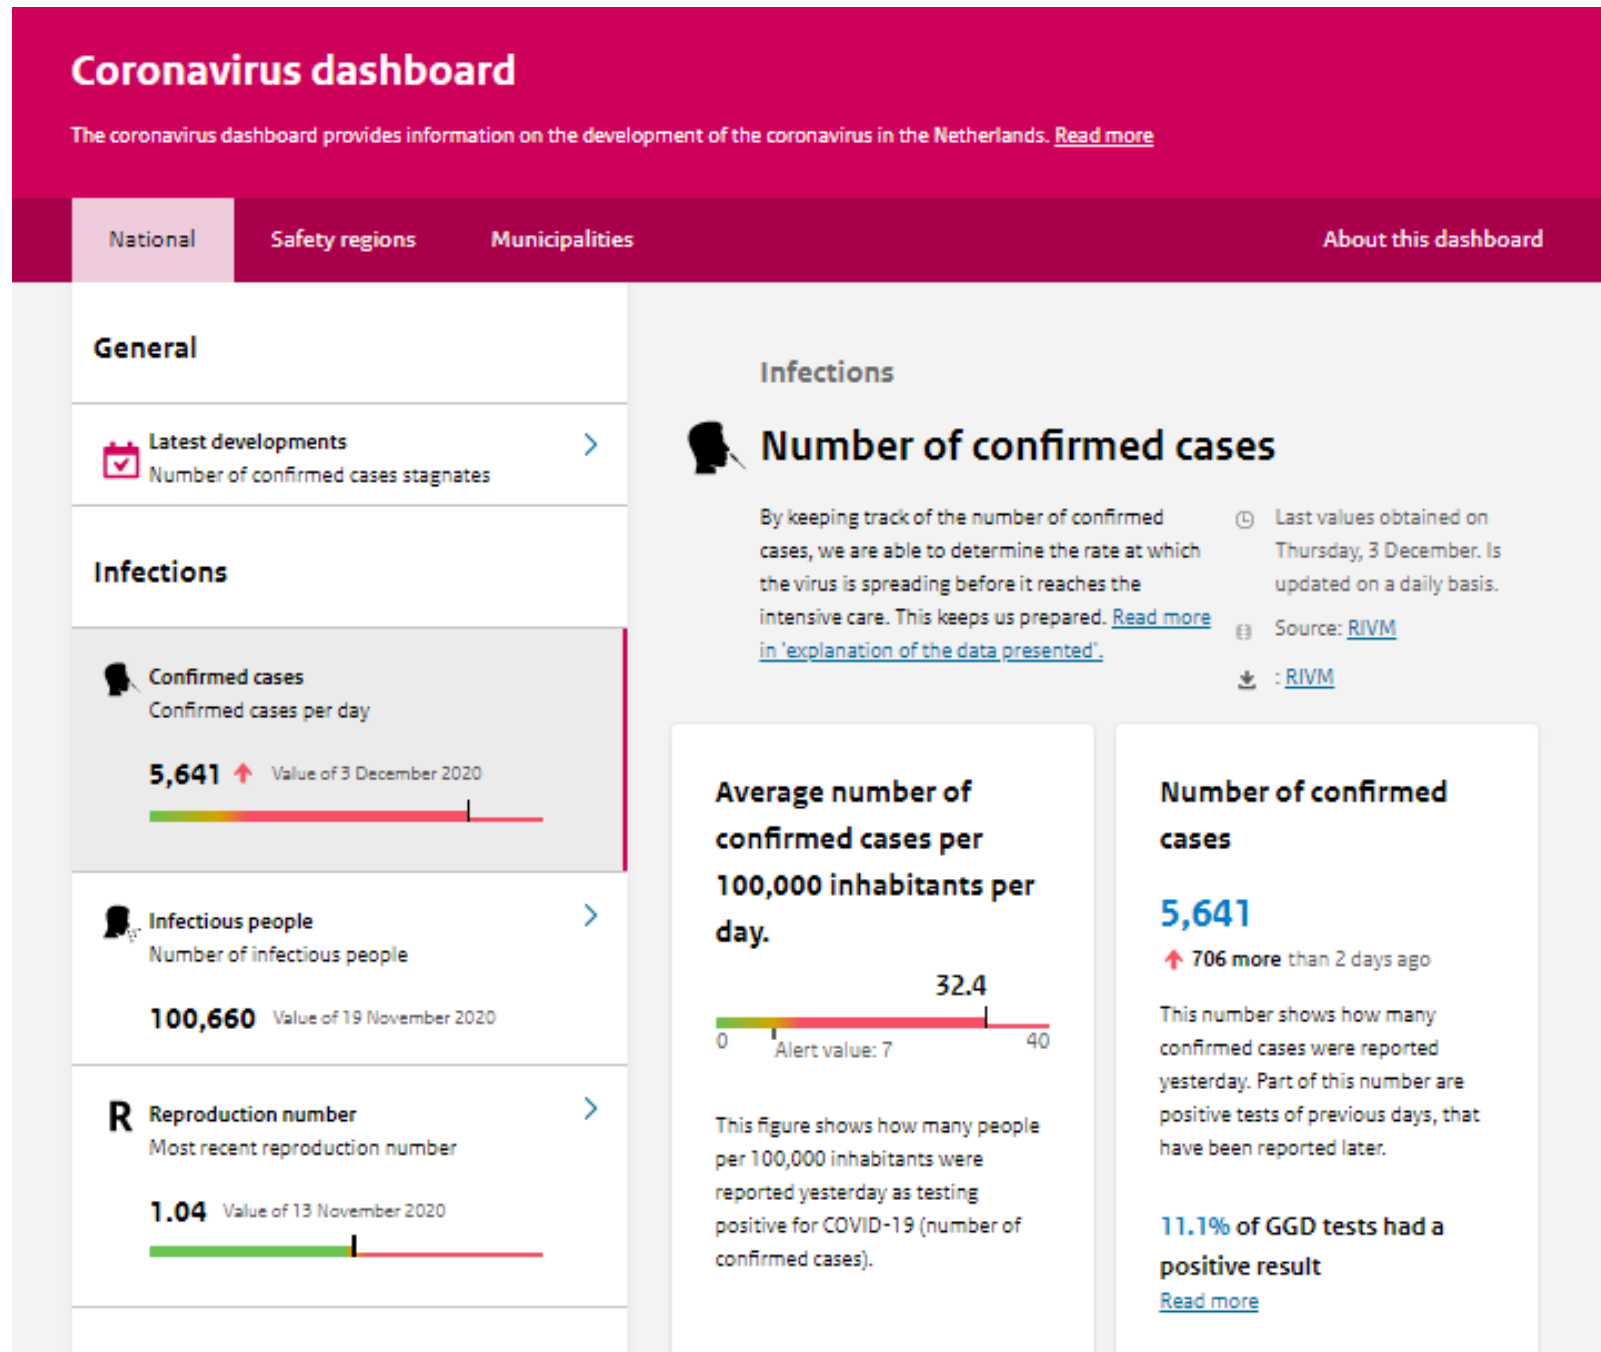 Coronavirus dashboard
The coronavirus dashboard provides information on the development of the coronavirus in the Netherlands. Read more
National
Safety regions
Municipalities
About this dashboard
General
Latest developments
Number of confirmed cases stagnates
Infections
Confirmed cases
Confirmed cases per day
5,641 Value of 3 December 2020
Infectious people
Number of infectious people
100,660 Value of 19 November 2020
R Reproduction number
Most recent reproduction number
1.04 Value of 13 November 2020
Infections
Number of confirmed cases
By keeping track of the number of confirmed
cases, we are able to determine the rate at which
the virus is spreading before it reaches the
intensive care. This keeps us prepared. Read more
in 'explanation of the data presented'.
Last values obtained on
Thursday, 3 December. Is
updated on a daily basis.
Source: RIVM
: RIVM
Average number of
confirmed cases per
100,000 inhabitants per
day.
32.4
0
Alert value: 7
40
This figure shows how many people
per 100,000 inhabitants were
reported yesterday as testing
positive for COVID-19 (number of
confirmed cases).
Number of confirmed
cases
5,641
706 more than 2 days ago
This number shows how many
confirmed cases were reported
yesterday. Part of this number are
positive tests of previous days, that
have been reported later.
11.1% of GGD tests had a
positive result
Read more